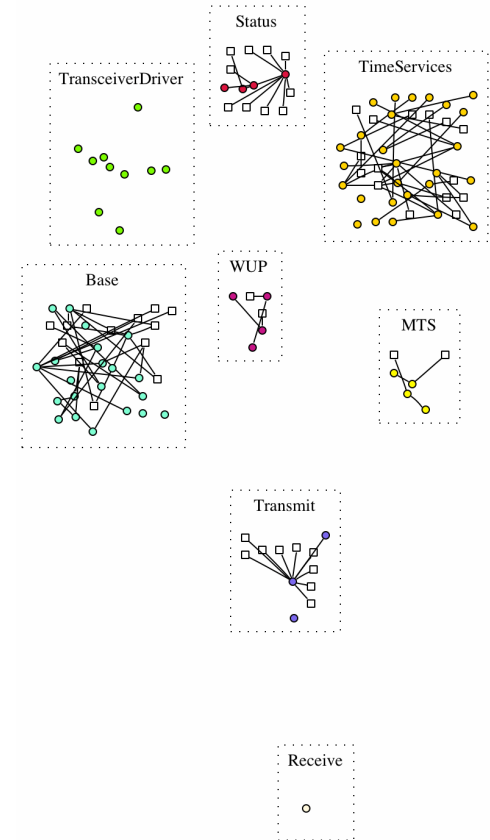 Status
TimeServices
TransceiverDriver
WUP
Base
MTS
Transmit
Receive